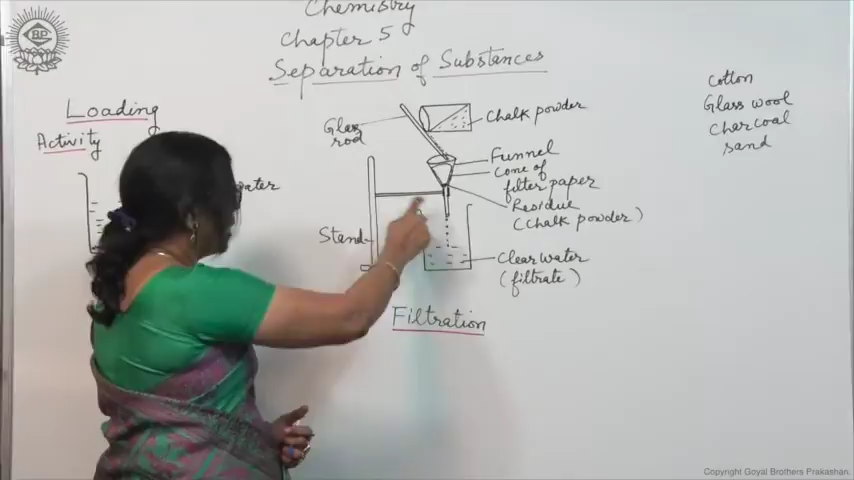 Chemistry
Chapter 5
Separation of Substances
Loading
Activity
water
Glass rod
Chalk powder
Funnel
Cone of
filter paper
Residue
(Chalk powder)
Stand
Clear water
(filtrate)
Filtration
Cotton
Glass wool
Charcoal
sand
GBP
Copyright Goyal Brothers Prakashan.